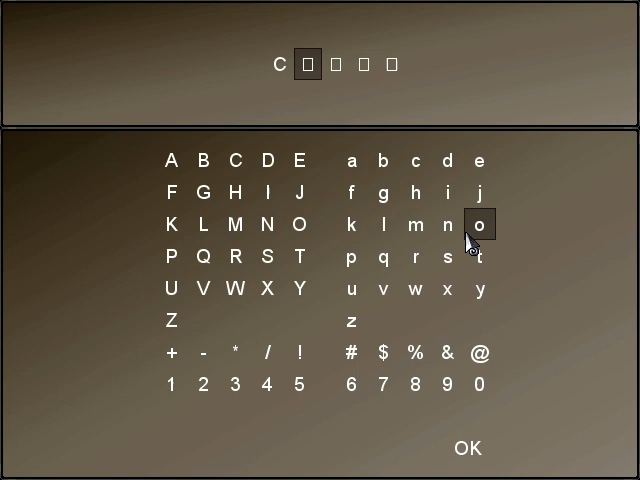 C
A B C D E a b c d e
F G H I J f g h i j
K L M N O k l m n o
P Q R S T p q r s t
U V W X Y u v w x y
Z z
+ - * / ! # $ % & @
1 2 3 4 5 6 7 8 9 0
OK